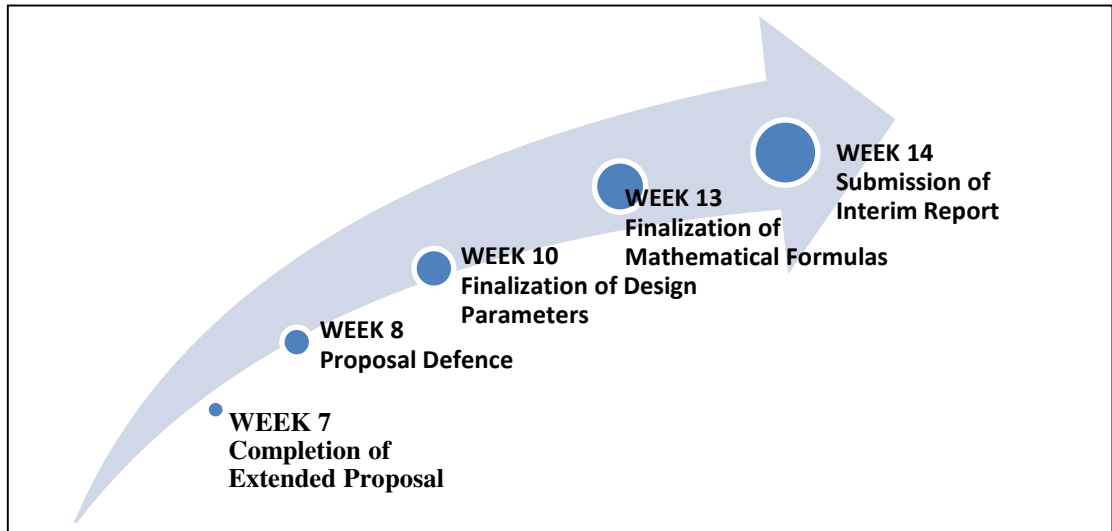 WEEK 7
Completion of
Extended Proposal
WEEK 8
Proposal Defence
WEEK 10
Finalization of Design
Parameters
WEEK 13
Finalization of
Mathematical Formulas
WEEK 14
Submission of
Interim Report